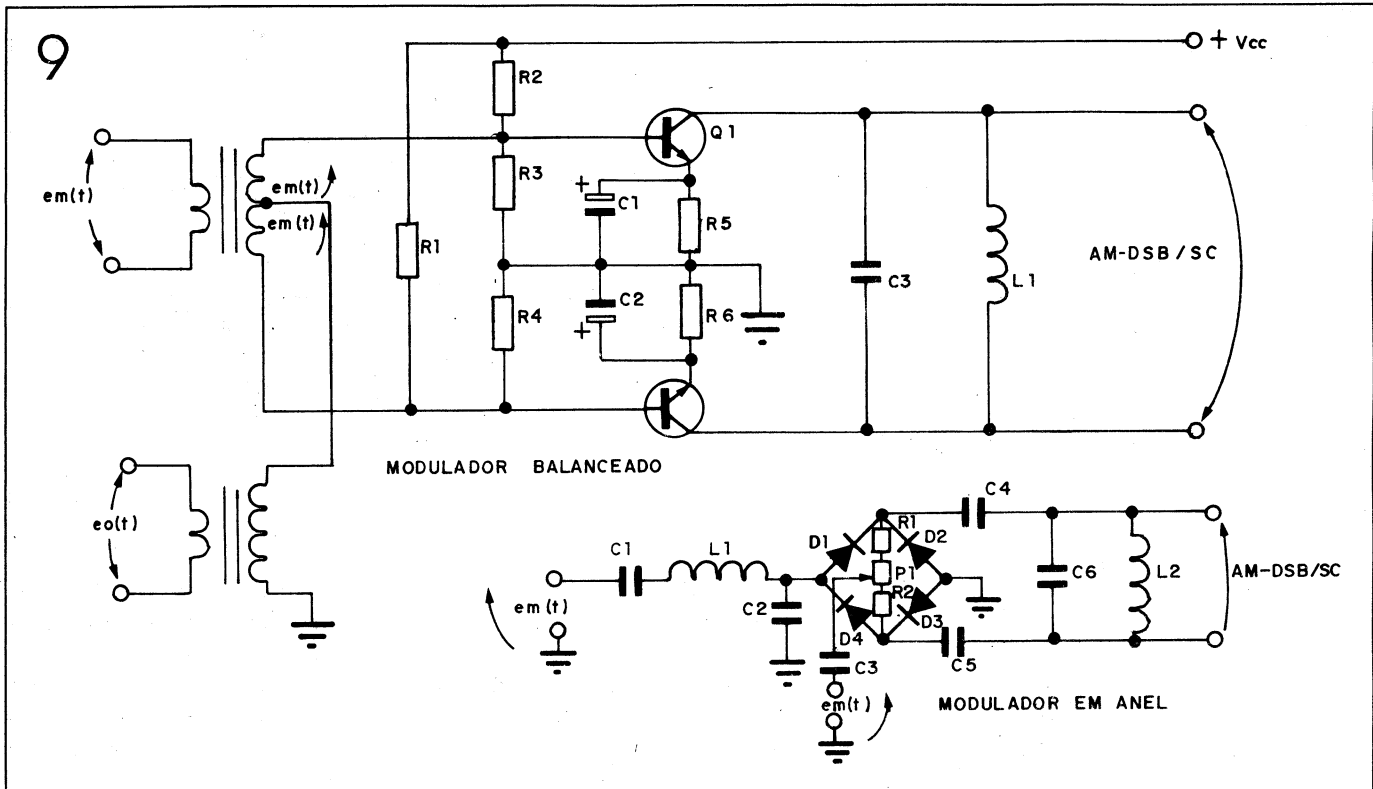 9
+ Vcc
R2
Q1
em(t)
em(t)
em(t)
R3
C1
+
R5
R1
AM-DSB/SC
C3
L1
C2
R4
R6
+
MODULADOR BALANCEADO
eo(t)
C4
R1
D1
D2
C1
L1
P1
C6
L2
AM-DSB/SC
C2
R2
em(t)
D4
D3
C3
C5
em(t)
MODULADOR EM ANEL